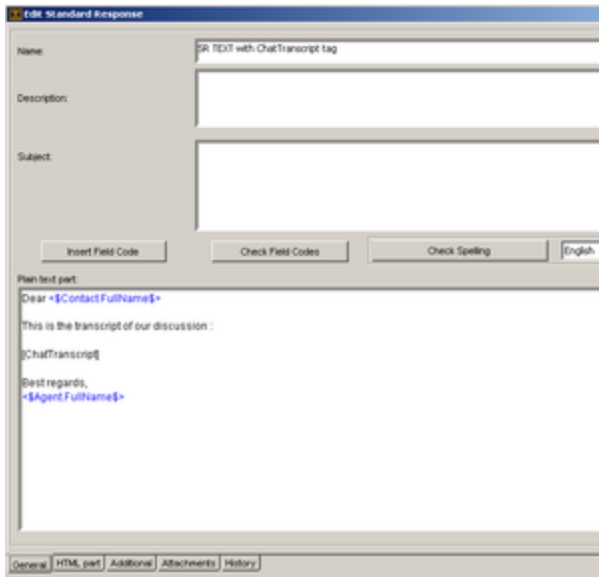 Edit Standard Response
Name:
SR TEXT with ChatTranscript tag
Description:
Subject:
Insert Field Code
Check Field Codes
Check Spelling
English
Plain text part:
Dear <$Contact.FullName$>
This is the transcript of our discussion :
[ChatTranscript]
Best regards,
<$Agent.FullName$>
General HTML part Additional Attachments History